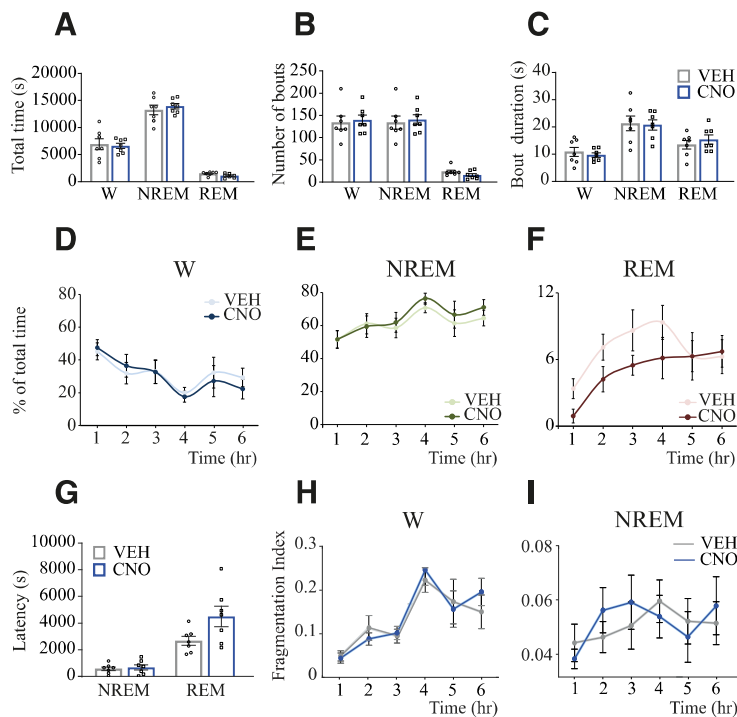 A
B
C
Total time (s)
20000
15000
10000
5000
0
W NREM REM
Number of bouts
250
200
150
100
50
0
W NREM REM
Bout duration (s)
40
30
20
10
0
W NREM REM
VEH
CNO
D
W
% of total time
80
60
40
20
0
VEH
CNO
1 2 3 4 5 6
Time (hr)
E
NREM
80
60
40
20
0
VEH
CNO
1 2 3 4 5 6
Time (hr)
F
REM
12
6
0
VEH
CNO
1 2 3 4 5 6
Time (hr)
G
Latency (s)
10000
8000
6000
4000
2000
0
VEH
CNO
NREM REM
H
W
Fragmentation Index
0.3
0.2
0.1
0
1 2 3 4 5 6
Time (hr)
I
NREM
0.08
0.06
0.04
VEH
CNO
1 2 3 4 5 6
Time (hr)